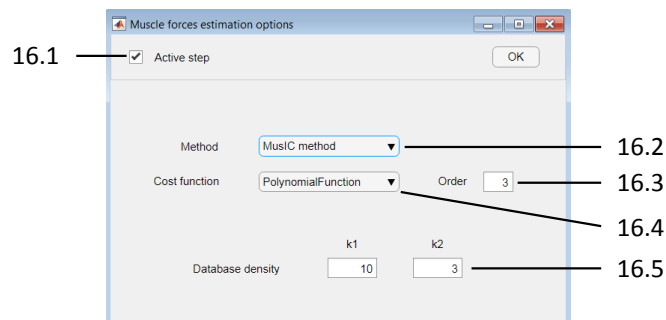 Muscle forces estimation options
16.1
Active step
OK
Method
MusIC method
16.2
Cost function
PolynomialFunction
Order
3
16.3
16.4
k1
k2
Database density
10
3
16.5